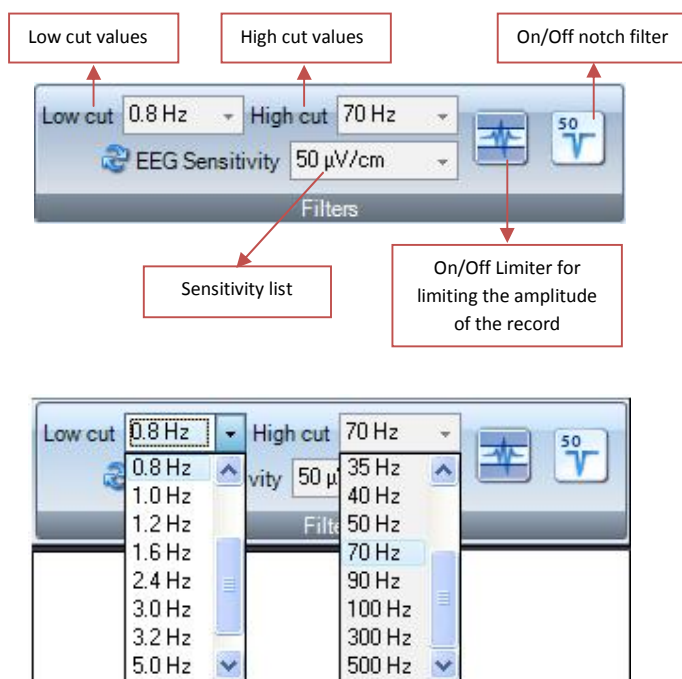 Low cut values
High cut values
On/Off notch filter
Low cut 0.8 Hz High cut 70 Hz
50
EEG Sensitivity 50 µV/cm
Filters
Sensitivity list
On/Off Limiter for
limiting the amplitude
of the record
Low cut 0.8 Hz High cut 70 Hz
50
vity 50 µ
Filte
0.8 Hz
1.0 Hz
1.2 Hz
1.6 Hz
2.4 Hz
3.0 Hz
3.2 Hz
5.0 Hz
35 Hz
40 Hz
50 Hz
70 Hz
90 Hz
100 Hz
300 Hz
500 Hz